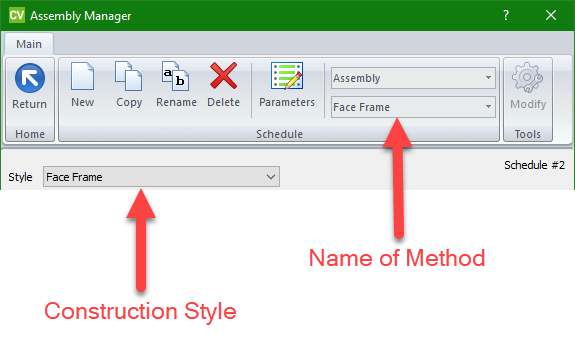 CV Assembly Manager ?
Main
Return
New Copy Rename Delete Parameters
a b
Assembly
Face Frame
Modify
Home Schedule Tools
Schedule #2
Style Face Frame
Name of Method
Construction Style